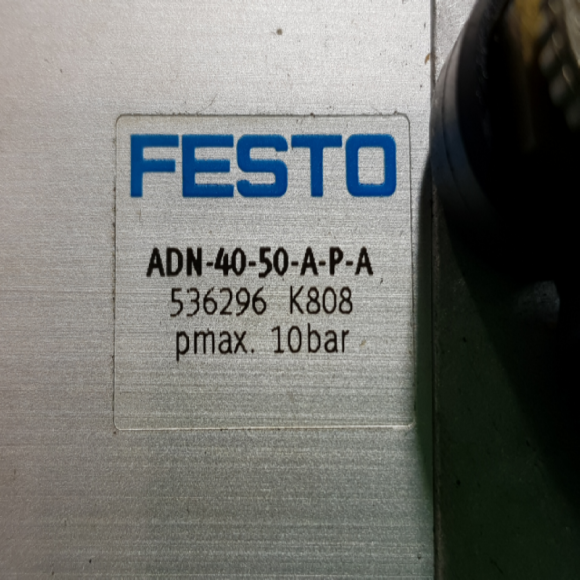 FESTO
ADN-40-50-A-P-A
536296 K808
pmax. 10bar